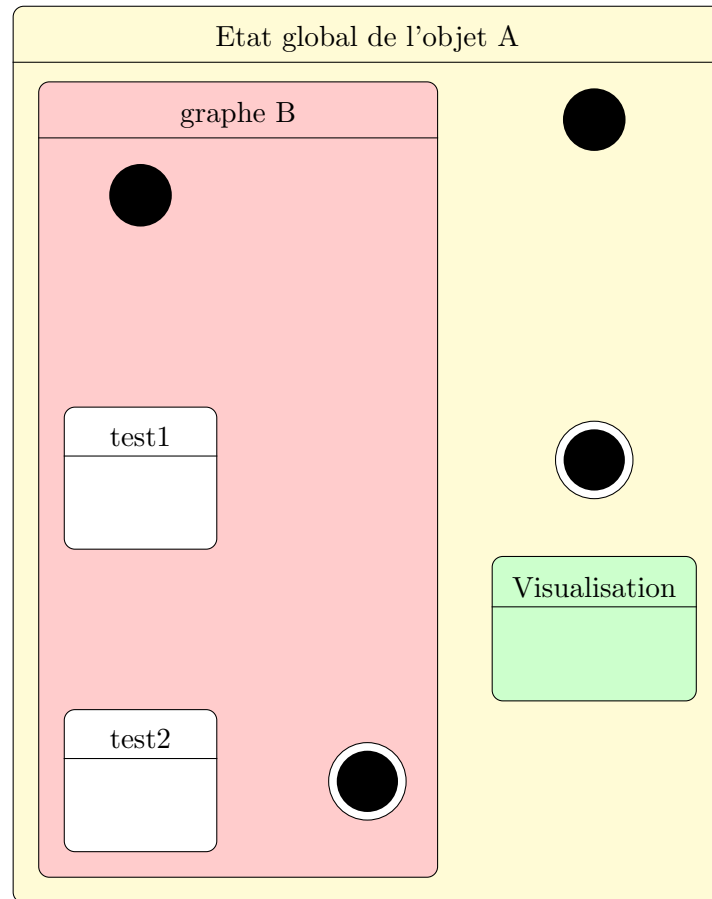 Etat global de l'objet A
graphe B
test1
Visualisation
test2